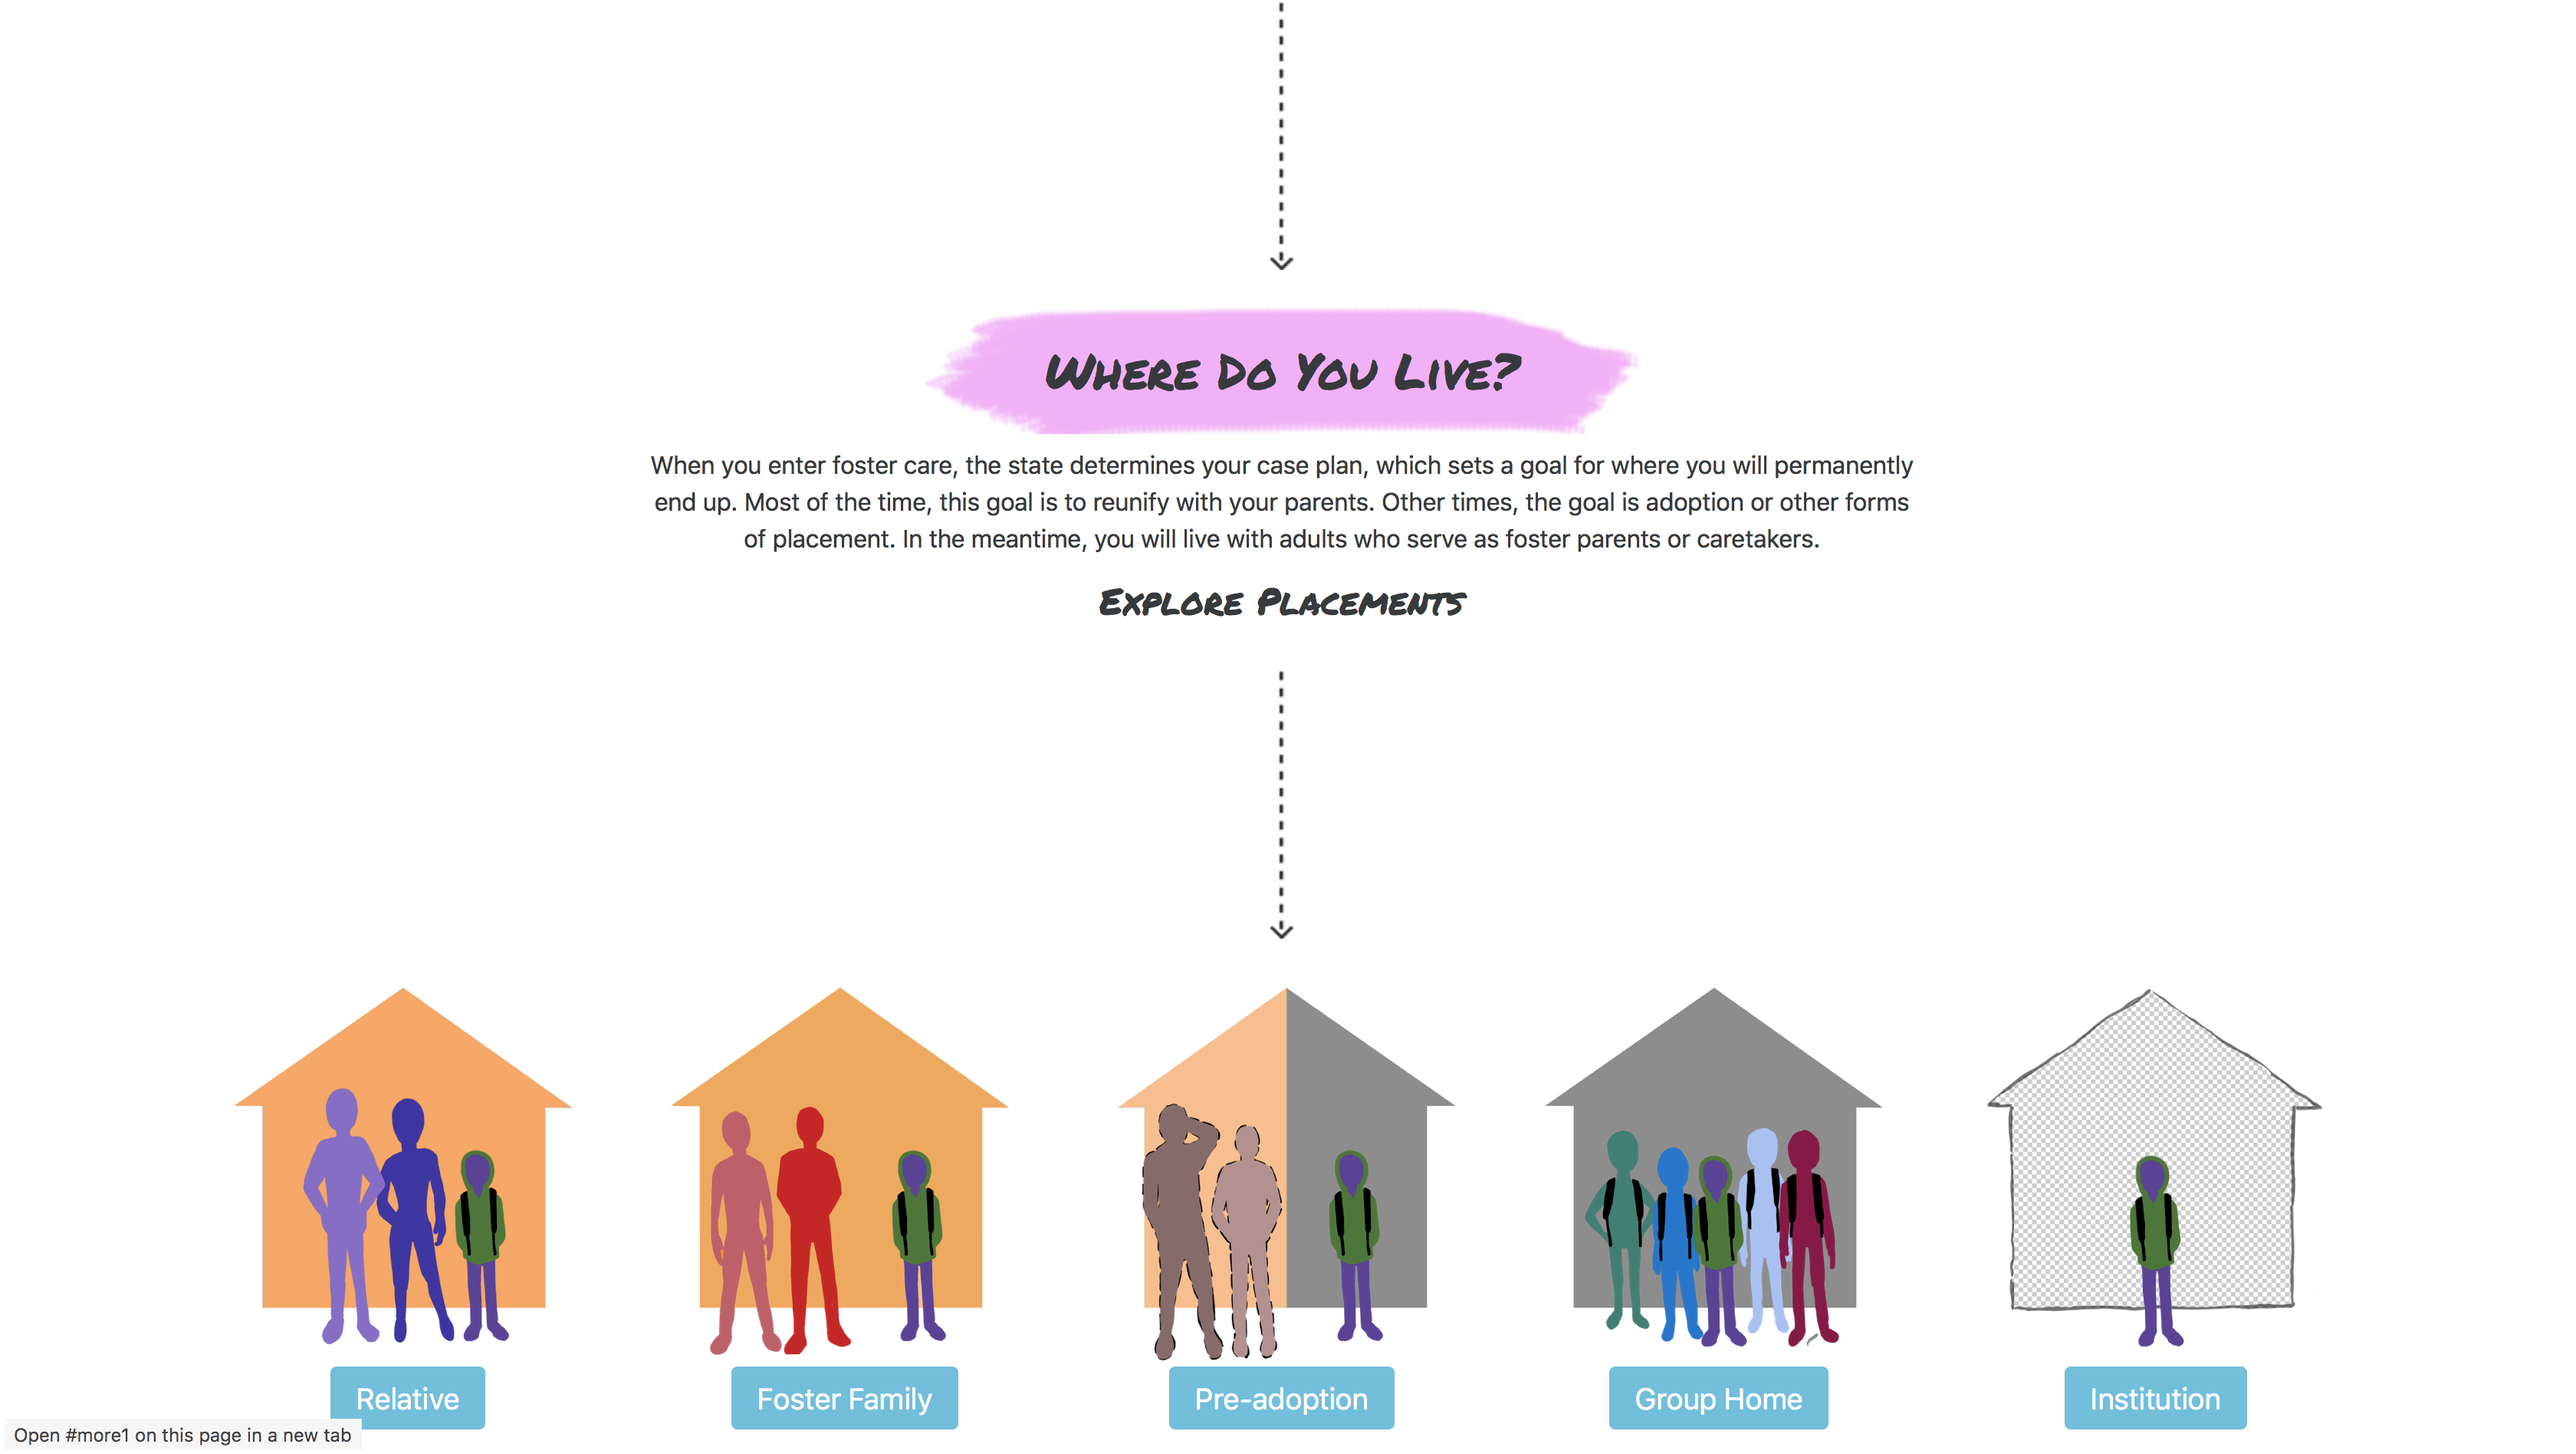 Where Do You Live?
When you enter foster care, the state determines your case plan, which sets a goal for where you will permanently
end up. Most of the time, this goal is to reunify with your parents. Other times, the goal is adoption or other forms
of placement. In the meantime, you will live with adults who serve as foster parents or caretakers.
Explore Placements
Relative
Foster Family
Pre-adoption
Group Home
Institution
Open #more1 on this page in a new tab